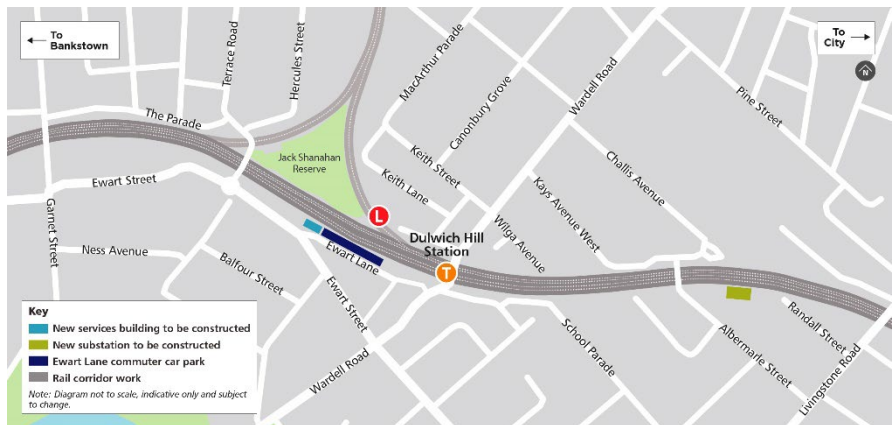 To
Bankstown
To
City
N
Terrace Road
Hercules Street
MacArthur Parade
Canonbury Grove
Wardell Road
Pine Street
The Parade
Jack Shanahan
Reserve
Keith Street
Challis Avenue
Ewart Street
Keith Lane
Kays Avenue West
Garnet Street
L
Wilga Avenue
Dulwich Hill
Station
T
Ness Avenue
Ewart Lane
Balfour Street
Ewart Street
Wardell Road
School Parade
Albermarle Street
Randall Street
Livingstone Road
Key
New services building to be constructed
New substation to be constructed
Ewart Lane commuter car park
Rail corridor work
Note: Diagram not to scale, indicative only and subject
to change.